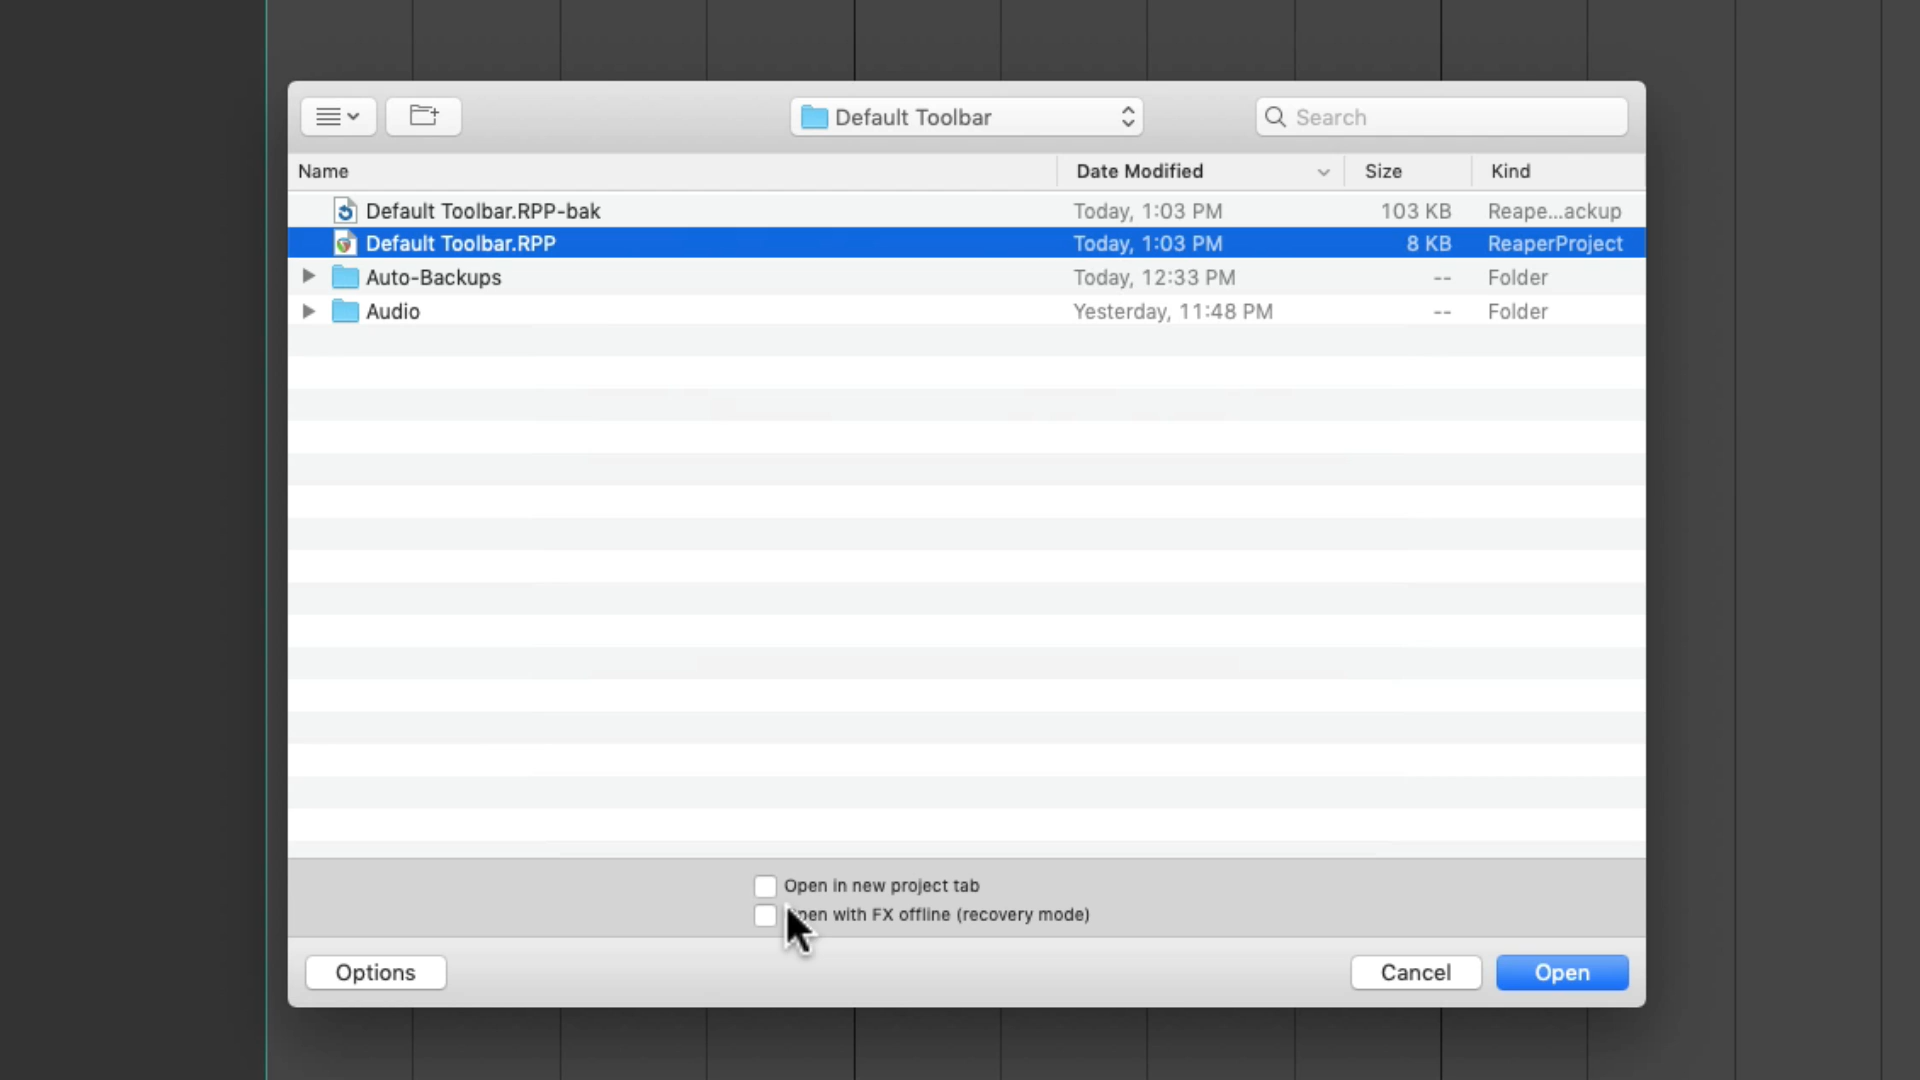 Default Toolbar
Search
Name Date Modified Size Kind
Default Toolbar.RPP-bak Today, 1:03 PM 103 KB Reape...ackup
Default Toolbar.RPP Today, 1:03 PM 8 KB ReaperProject
Auto-Backups Today, 12:33 PM -- Folder
Audio Yesterday, 11:48 PM -- Folder
Open in new project tab
with FX offline (recovery mode)
Options Cancel Open